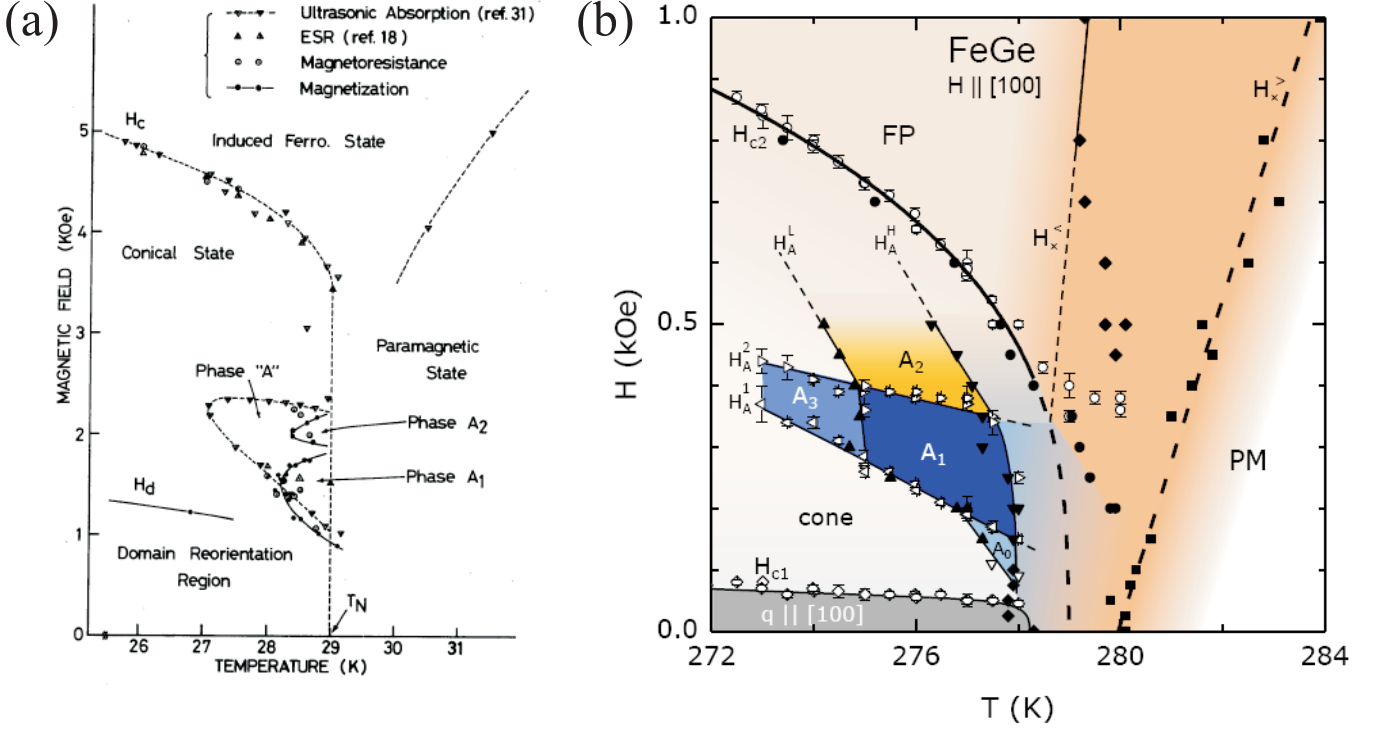 (a)
Ultrasonic Absorption (ref. 31)
ESR (ref. 18)
Magnetoresistance
Magnetization
Hc
Induced Ferro. State
5
4
3
2
1
0
MAGNETIC FIELD (KOe)
Conical State
Paramagnetic
State
Phase "A"
Phase A2
Phase A1
Hd
Domain Reorientation
Region
TN
26
27
28
29
30
31
TEMPERATURE (K)
(b)
1.0
0.5
0.0
H (kOe)
FeGe
H || [100]
Hc2
FP
H×>
H×<
HAL
HAH
HA2
HA1
A2
A3
A1
A0
PM
cone
Hc1
q || [100]
272
276
280
284
T (K)